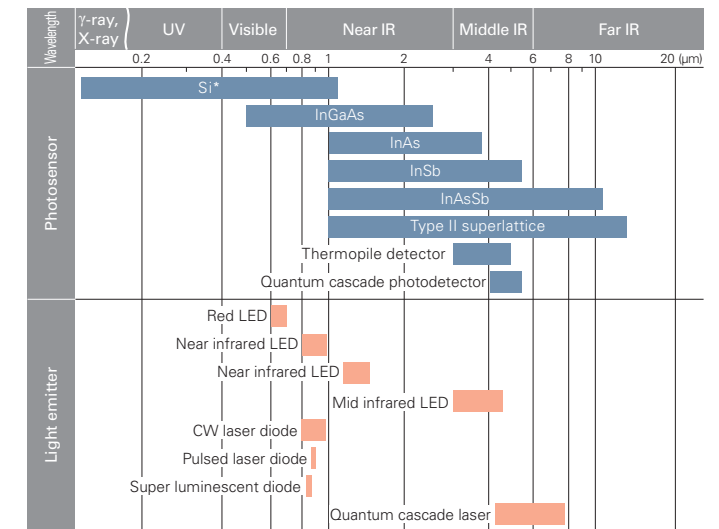 Wavelength
γ-ray,
X-ray
UV
Visible
Near IR
Middle IR
Far IR
0.2 0.4 0.6 0.8 1 2 4 6 8 10 20 (μm)
Photosensor
Si*
InGaAs
InAs
InSb
InAsSb
Type II superlattice
Thermopile detector
Quantum cascade photodetector
Light emitter
Red LED
Near infrared LED
Near infrared LED
Mid infrared LED
CW laser diode
Pulsed laser diode
Super luminescent diode
Quantum cascade laser